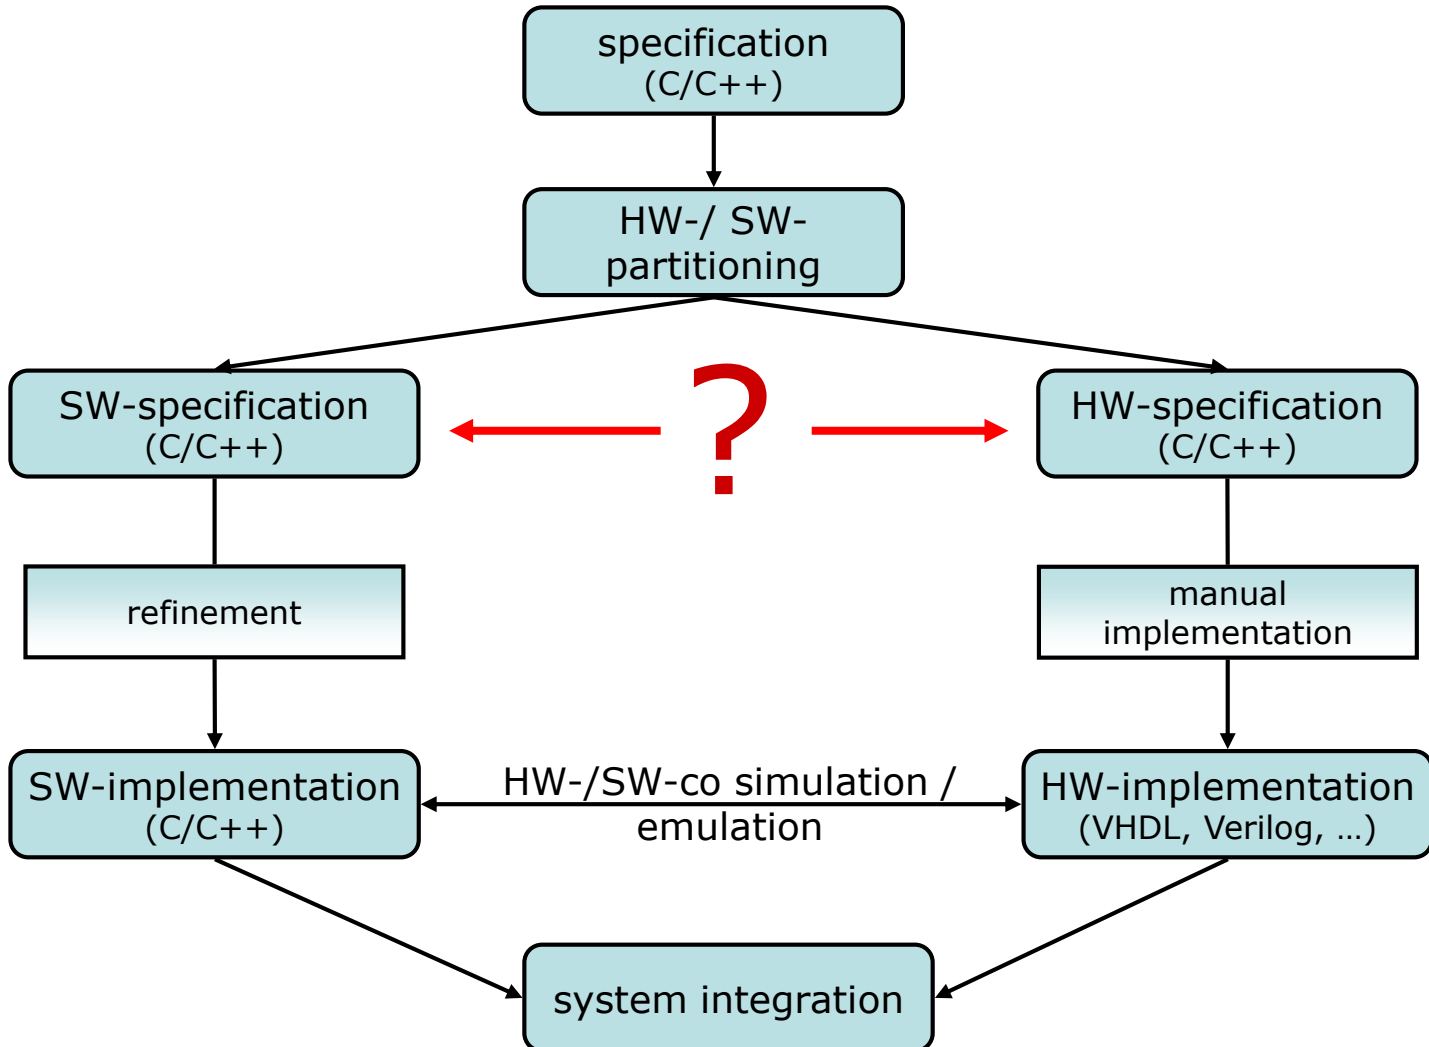 specification
(C/C++)
HW-/ SW-
partitioning
SW-specification
(C/C++)
?
HW-specification
(C/C++)
refinement
manual
implementation
SW-implementation
(C/C++)
HW-/SW-co simulation /
emulation
HW-implementation
(VHDL, Verilog, …)
system integration